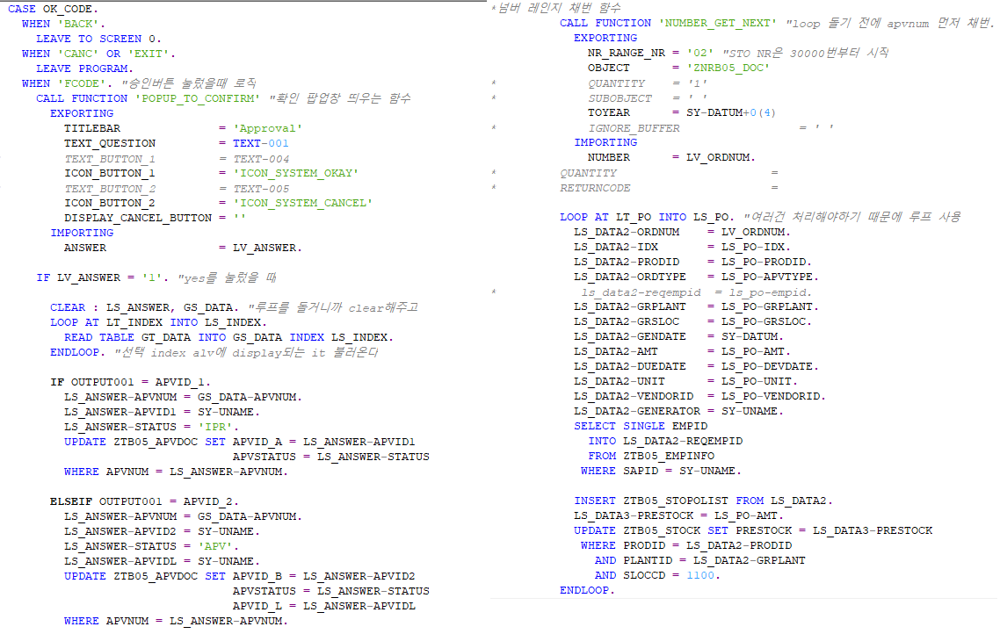 CASE OK_CODE.
WHEN 'BACK'.
LEAVE TO SCREEN 0.
WHEN 'CANC' OR 'EXIT'.
LEAVE PROGRAM.
WHEN 'FCODE'. "승인버튼 눌렀을때 로직
CALL FUNCTION 'POPUP_TO_CONFIRM' "확인 팝업창 띄우는 함수
EXPORTING
TITLEBAR = 'Approval'
TEXT_QUESTION = TEXT-001
TEXT_BUTTON_1 = TEXT-004
ICON_BUTTON_1 = 'ICON_SYSTEM_OKAY'
TEXT_BUTTON_2 = TEXT-005
ICON_BUTTON_2 = 'ICON_SYSTEM_CANCEL'
DISPLAY_CANCEL_BUTTON = ''
IMPORTING
ANSWER = LV_ANSWER.
IF LV_ANSWER = '1'. "yes를 눌렀을 때
CLEAR : LS_ANSWER, GS_DATA. "루프를 돌거니까 clear해주고
LOOP AT LT_INDEX INTO LS_INDEX.
READ TABLE GT_DATA INTO GS_DATA INDEX LS_INDEX.
ENDLOOP. "선택 index alv에 display되는 it 불러온다
IF OUTPUT001 = APVID_1.
LS_ANSWER-APVNUM = GS_DATA-APVNUM.
LS_ANSWER-APVID1 = SY-UNAME.
LS_ANSWER-STATUS = 'IPR'.
UPDATE ZTB05_APVDOC SET APVID_A = LS_ANSWER-APVID1
APVSTATUS = LS_ANSWER-STATUS
WHERE APVNUM = LS_ANSWER-APVNUM.
ELSEIF OUTPUT001 = APVID_2.
LS_ANSWER-APVNUM = GS_DATA-APVNUM.
LS_ANSWER-APVID2 = SY-UNAME.
LS_ANSWER-STATUS = 'APV'.
LS_ANSWER-APVIDL = SY-UNAME.
UPDATE ZTB05_APVDOC SET APVID_B = LS_ANSWER-APVID2
APVSTATUS = LS_ANSWER-STATUS
APVID_L = LS_ANSWER-APVIDL
WHERE APVNUM = LS_ANSWER-APVNUM.
*넘버 레인지 채번 함수
CALL FUNCTION 'NUMBER_GET_NEXT' "loop 돌기 전에 apvnum 먼저 채번.
EXPORTING
NR_RANGE_NR = '02' "STO NR은 30000번부터 시작
OBJECT = 'ZNRB05_DOC'
* QUANTITY = '1'
* SUBOBJECT = ' '
TOYEAR = SY-DATUM+0(4)
* IGNORE_BUFFER = ' '
IMPORTING
NUMBER = LV_ORDNUM.
* QUANTITY =
* RETURNCODE =
LOOP AT LT_PO INTO LS_PO. "여러건 처리해야하기 때문에 루프 사용
LS_DATA2-ORDNUM = LV_ORDNUM.
LS_DATA2-IDX = LS_PO-IDX.
LS_DATA2-PRODID = LS_PO-PRODID.
LS_DATA2-ORDTYPE = LS_PO-APVTYPE.
* ls_data2-reqempid = ls_po-empid.
LS_DATA2-GRPLANT = LS_PO-GRPLANT.
LS_DATA2-GRSLOC = LS_PO-GRSLOC.
LS_DATA2-GENDATE = SY-DATUM.
LS_DATA2-AMT = LS_PO-AMT.
LS_DATA2-DUEDATE = LS_PO-DEVDATE.
LS_DATA2-UNIT = LS_PO-UNIT.
LS_DATA2-VENDORID = LS_PO-VENDORID.
LS_DATA2-GENERATOR = SY-UNAME.
SELECT SINGLE EMPID
INTO LS_DATA2-REQEMPID
FROM ZTB05_EMPINFO
WHERE SAPID = SY-UNAME.
INSERT ZTB05_STOPOLIST FROM LS_DATA2.
LS_DATA3-PRESTOCK = LS_PO-AMT.
UPDATE ZTB05_STOCK SET PRESTOCK = LS_DATA3-PRESTOCK
WHERE PRODID = LS_DATA2-PRODID
AND PLANTID = LS_DATA2-GRPLANT
AND SLOCCD = 1100.
ENDLOOP.